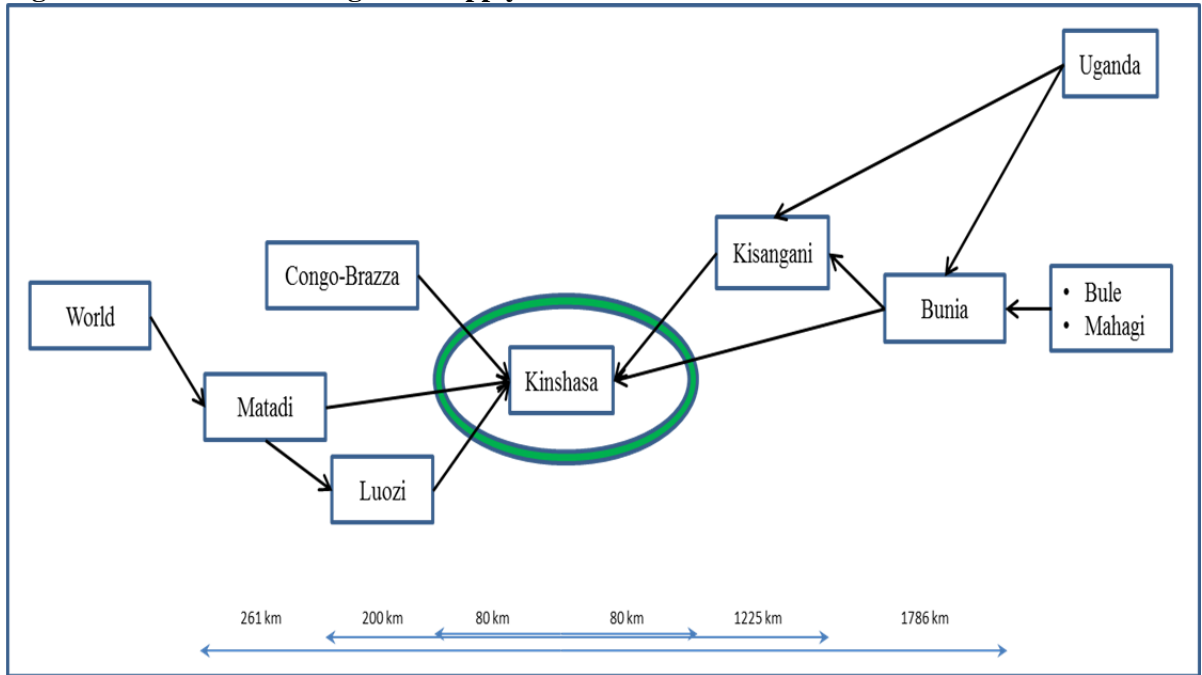 Uganda
Kisangani
Congo-Brazza
Bunia
• Bule
• Mahagi
World
Kinshasa
Matadi
Luozi
261 km 200 km 80 km 80 km 1225 km 1786 km